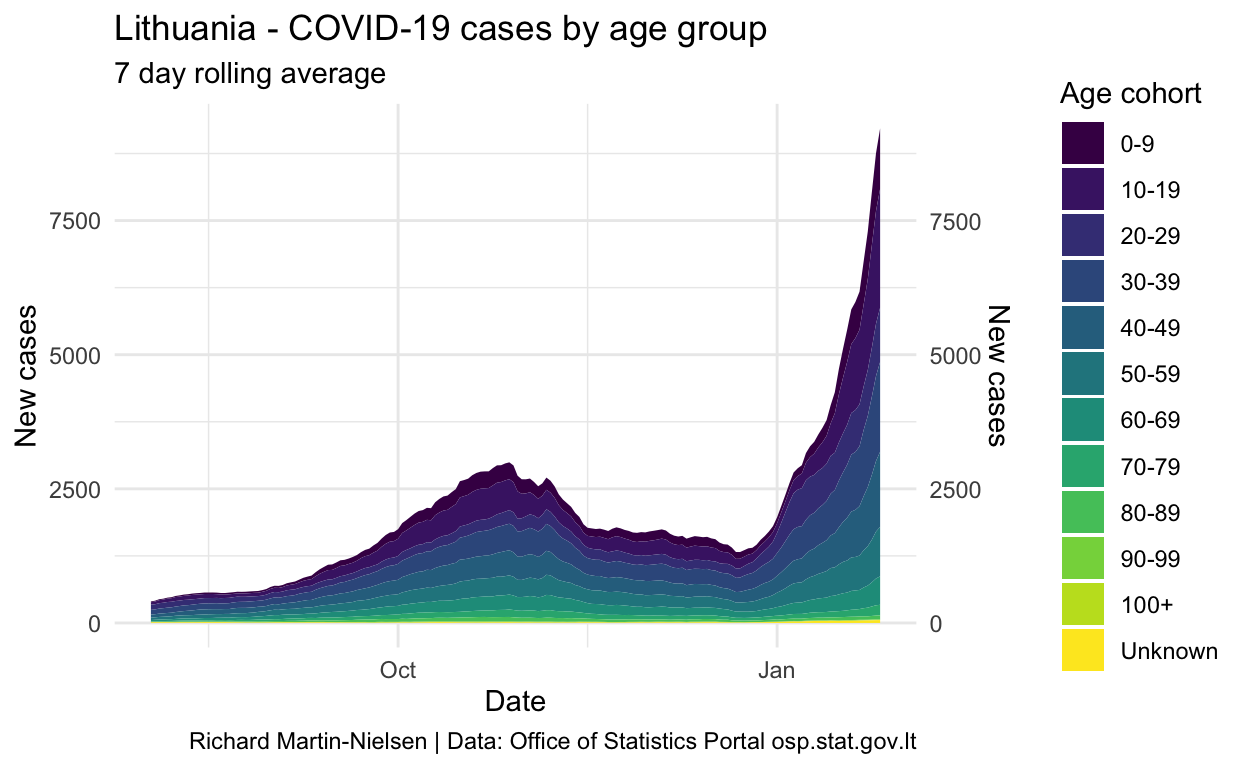 Lithuania - COVID-19 cases by age group
7 day rolling average
New cases
7500
5000
2500
0
Oct
Jan
Date
7500
5000
2500
0
New cases
Age cohort
0-9
10-19
20-29
30-39
40-49
50-59
60-69
70-79
80-89
90-99
100+
Unknown
Richard Martin-Nielsen | Data: Office of Statistics Portal osp.stat.gov.lt